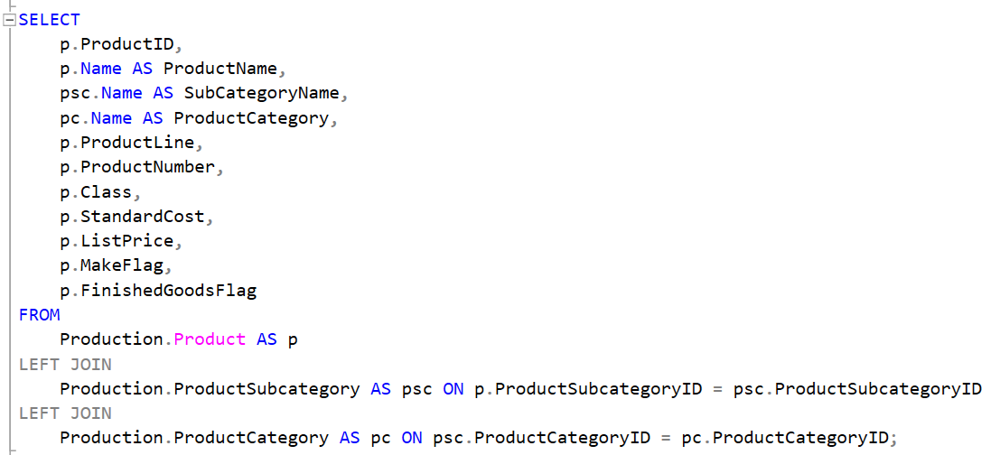 SELECT
p.ProductID,
p.Name AS ProductName,
psc.Name AS SubCategoryName,
pc.Name AS ProductCategory,
p.ProductLine,
p.ProductNumber,
p.Class,
p.StandardCost,
p.ListPrice,
p.MakeFlag,
p.FinishedGoodsFlag
FROM
Production.Product AS p
LEFT JOIN
Production.ProductSubcategory AS psc ON p.ProductSubcategoryID = psc.ProductSubcategoryID
LEFT JOIN
Production.ProductCategory AS pc ON psc.ProductCategoryID = pc.ProductCategoryID;